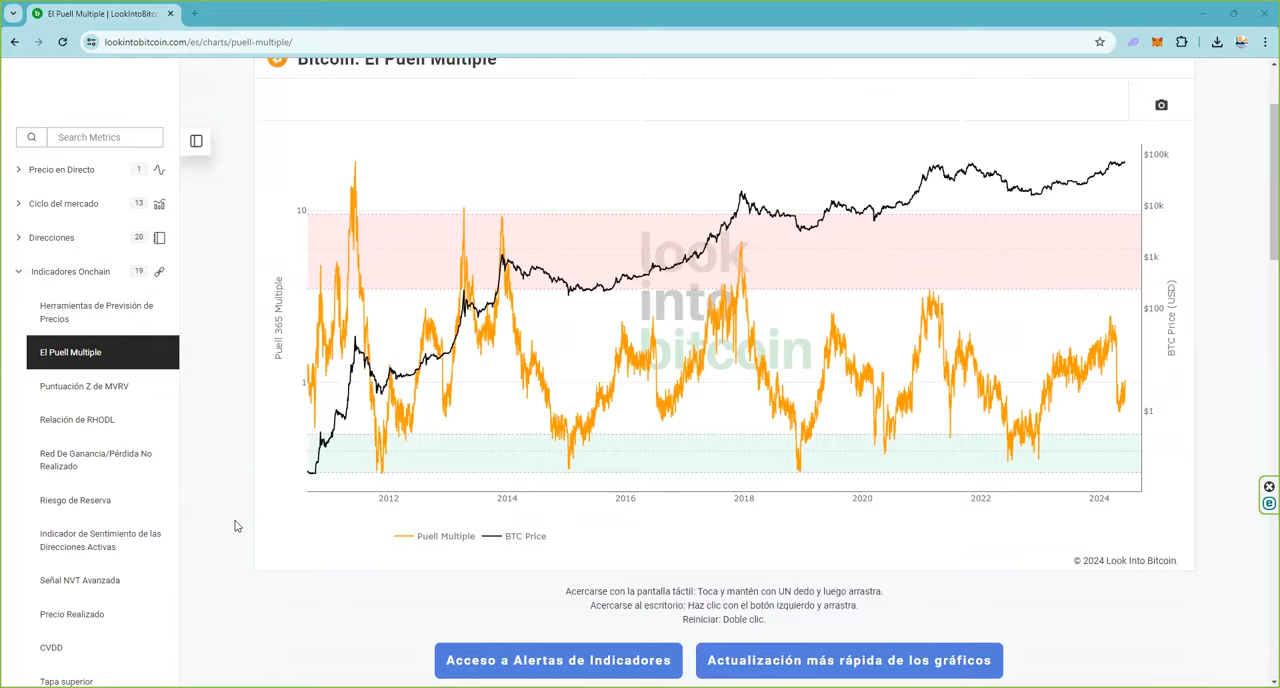 El Puell Multiple | LookIntoBitco
lookintobitcoin.com/es/charts/puell-multiple/
Bitcoin: El Puell Multiple
Search Metrics
Precio en Directo 1
Ciclo del mercado 13
Direcciones 20
Indicadores Onchain 19
Herramientas de Previsión de
Precios
El Puell Multiple
Puntuación Z de MVRV
Relación de RHODL
Red De Ganancia/Pérdida No
Realizado
Riesgo de Reserva
Indicador de Sentimiento de las
Direcciones Activas
Señal NVT Avanzada
Precio Realizado
CVDD
Tapa superior
look
into
bitcoin
10
1
Puell 365 Multiple
$100k
$10k
$1k
$100
$1
BTC Price (USD)
2012 2014 2016 2018 2020 2022 2024
Puell Multiple BTC Price
© 2024 Look Into Bitcoin.
Acercarse con la pantalla táctil: Toca y mantén con UN dedo y luego arrastra.
Acercarse al escritorio: Haz clic con el botón izquierdo y arrastra.
Reiniciar: Doble clic.
Acceso a Alertas de Indicadores
Actualización más rápida de los gráficos